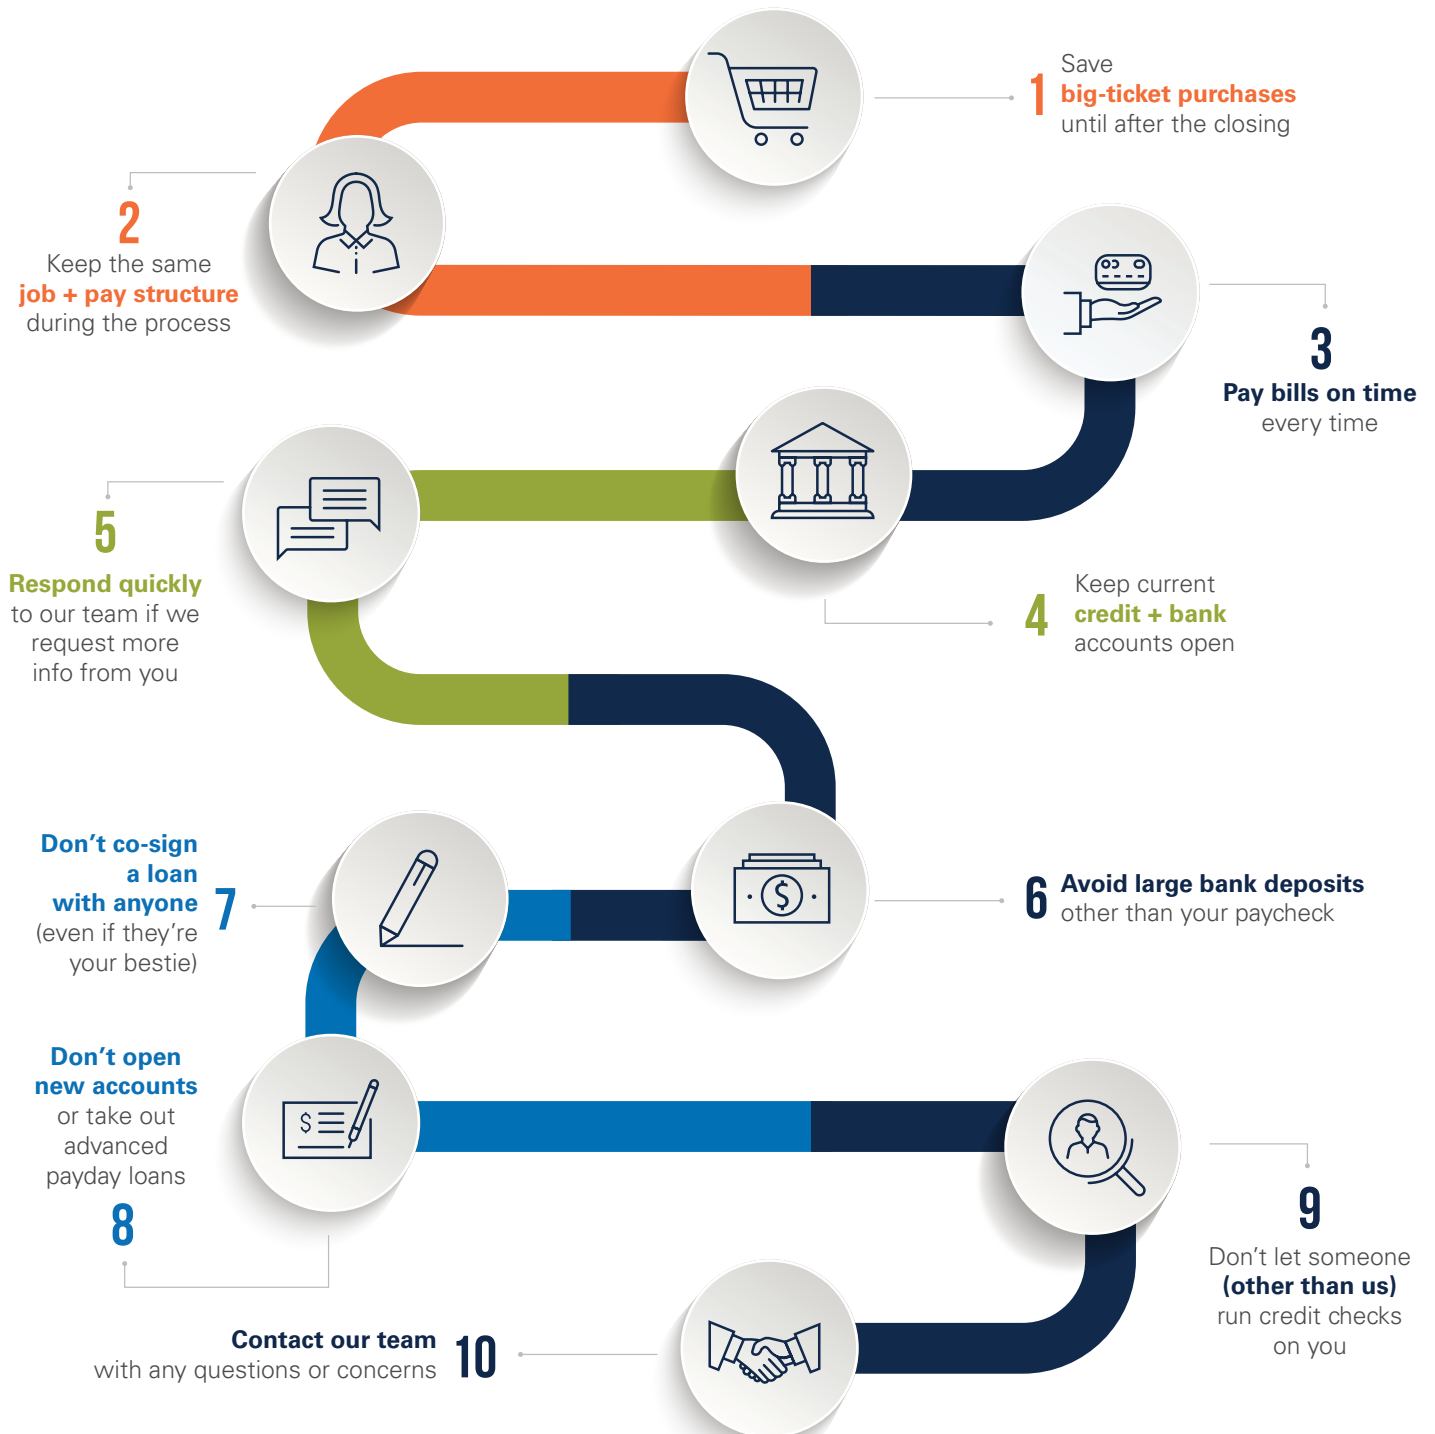 1
Save
big-ticket purchases
until after the closing
2
Keep the same
job + pay structure
during the process
3
Pay bills on time
every time
4
Keep current
credit + bank
accounts open
5
Respond quickly
to our team if we
request more
info from you
6
Avoid large bank deposits
other than your paycheck
Don't co-sign
a loan
with anyone
(even if they're
your bestie)
7
Don't open
new accounts
or take out
advanced
payday loans
8
9
Don't let someone
(other than us)
run credit checks
on you
Contact our team
with any questions or concerns
10
$
$